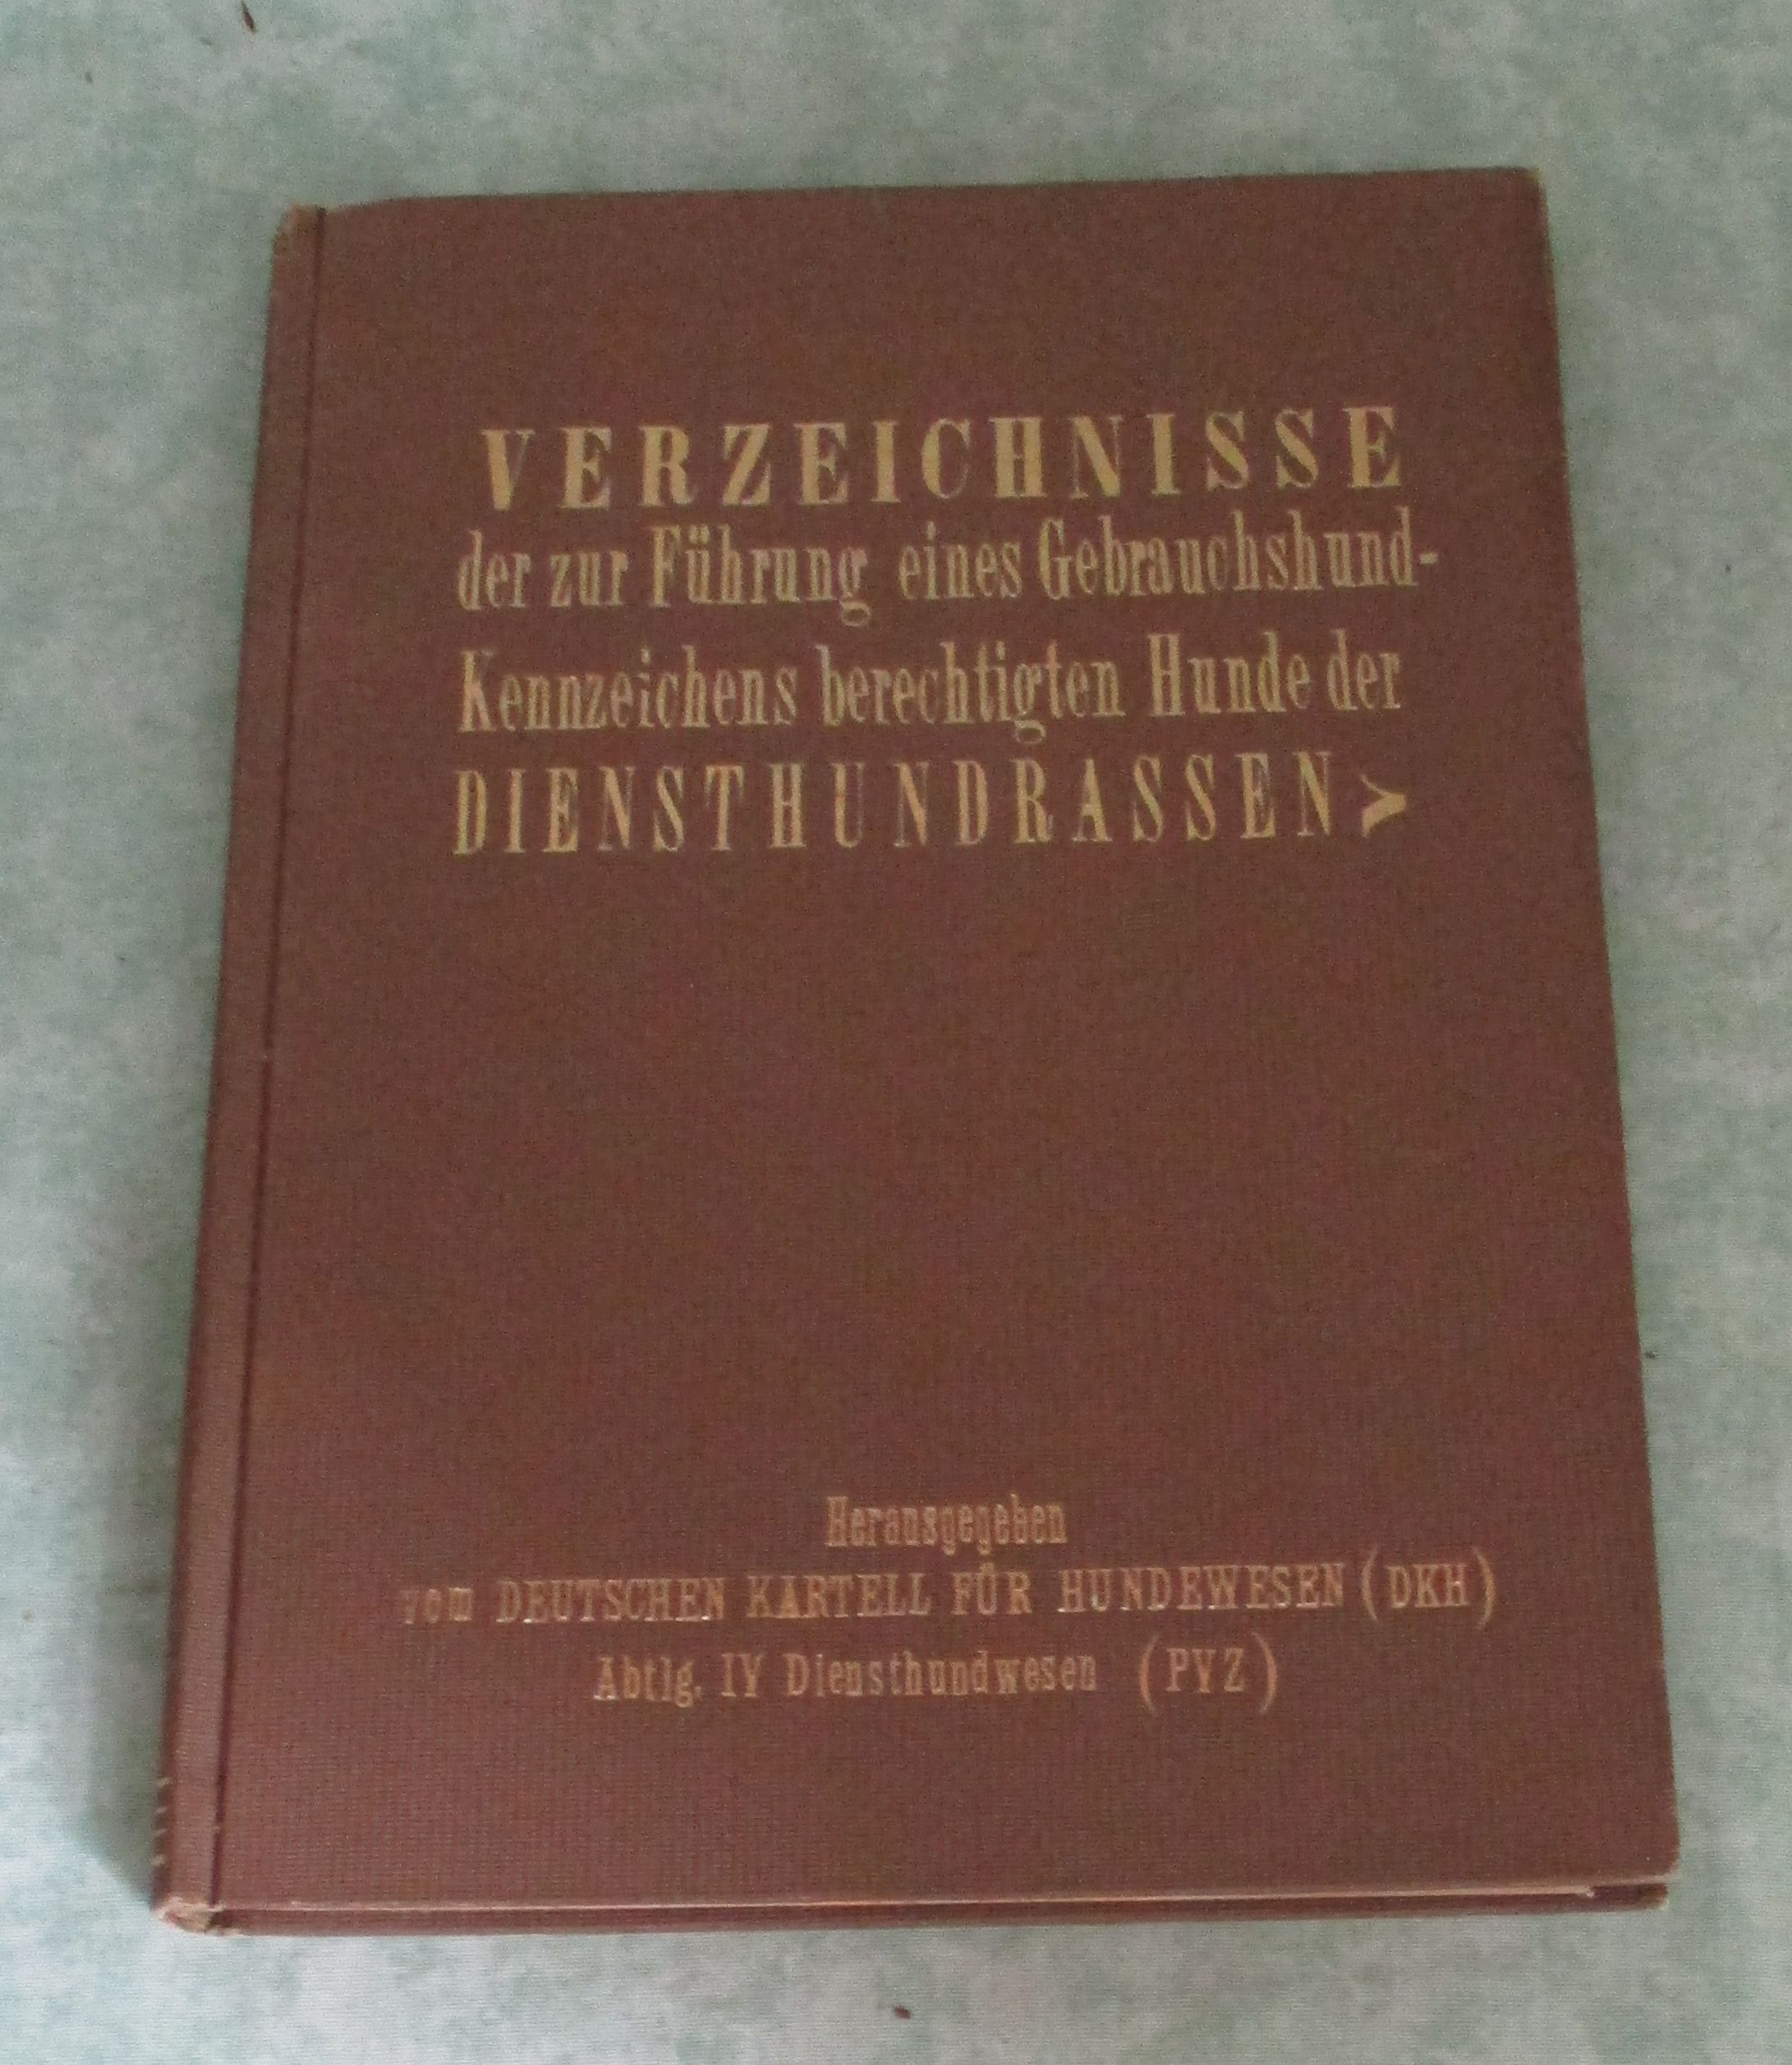 VERZEICHNISSE
der zur Führung eines Gebrauchshund-
Kennzeichens berechtigten Hunde der
DIENSTHUNDRASSEN
Herausgegeben
vom DEUTSCHEN KARTELL FÜR HUNDEWESEN (DKH)
Abtlg. IV Diensthundwesen (PVZ)